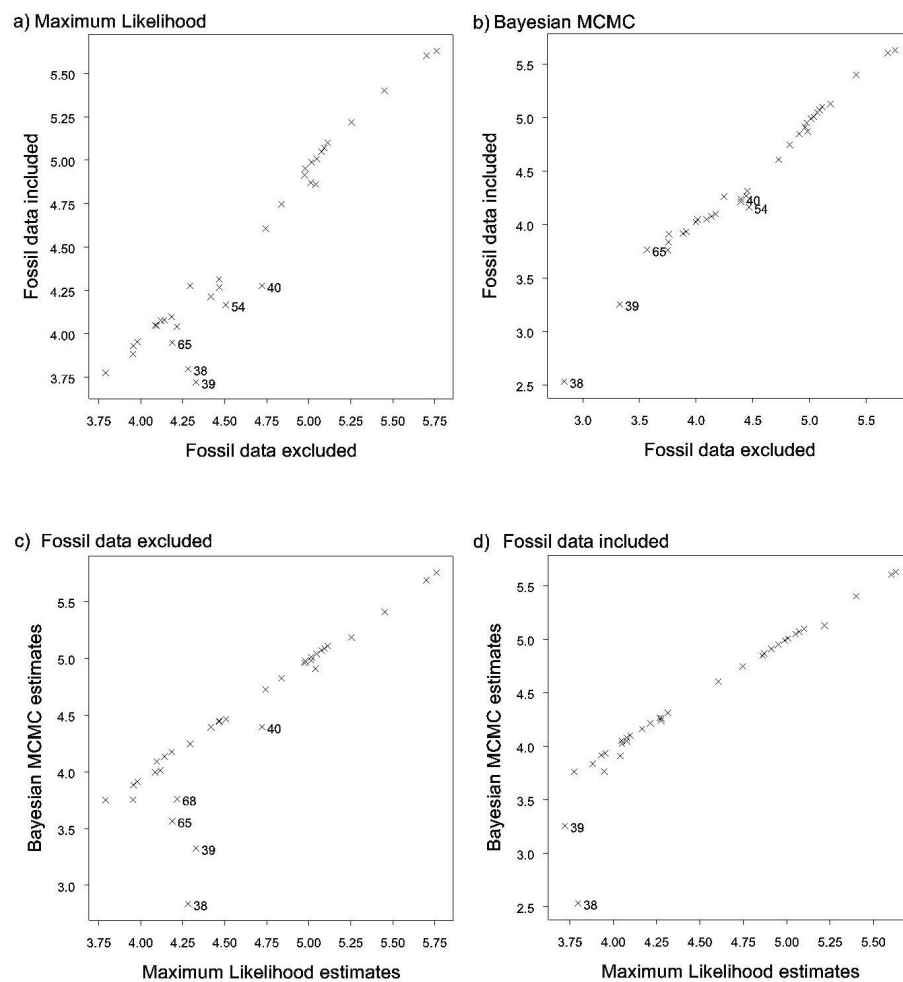 a) Maximum Likelihood
Fossil data included
5.50
5.25
5.00
4.75
4.50
4.25
4.00
3.75
40
54
65
38
39
3.75 4.00 4.25 4.50 4.75 5.00 5.25 5.50 5.75
Fossil data excluded
b) Bayesian MCMC
Fossil data included
5.5
5.0
4.5
4.0
3.5
3.0
2.5
40
54
65
39
38
3.0 3.5 4.0 4.5 5.0 5.5
Fossil data excluded
c) Fossil data excluded
Bayesian MCMC estimates
5.5
5.0
4.5
4.0
3.5
3.0
40
68
65
39
38
3.75 4.00 4.25 4.50 4.75 5.00 5.25 5.50 5.75
Maximum Likelihood estimates
d) Fossil data included
Bayesian MCMC estimates
5.5
5.0
4.5
4.0
3.5
3.0
2.5
39
38
3.75 4.00 4.25 4.50 4.75 5.00 5.25 5.50
Maximum Likelihood estimates